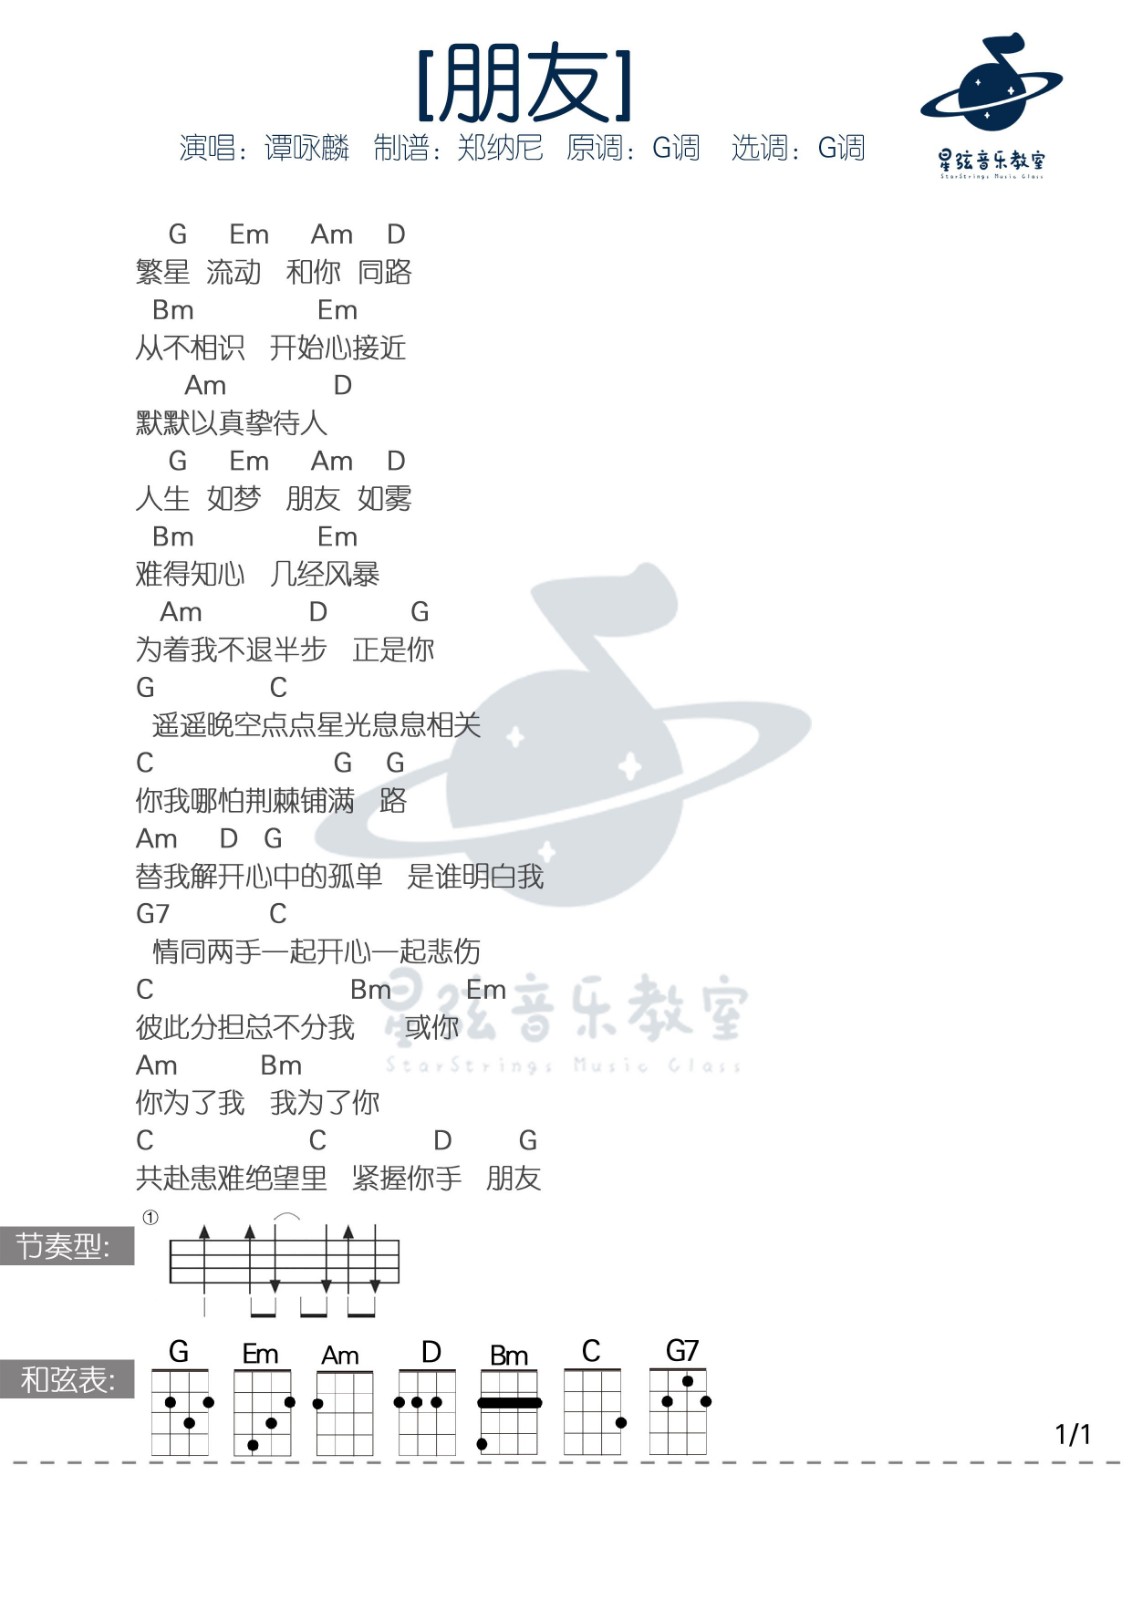 [朋友]
演唱：谭咏麟 制谱：郑纳尼 原调：G调 选调：G调
星弦音乐教室
StarStrings Music Class
G Em Am D
繁星 流动 和你 同路
Bm Em
从不相识 开始心接近
Am D
默默以真挚待人
G Em Am D
人生 如梦 朋友 如雾
Bm Em
难得知心 几经风暴
Am D G
为着我不退半步 正是你
G C
遥遥晚空点点星光息息相关
C G G
你我哪怕荆棘铺满 路
Am D G
替我解开心中的孤单 是谁明白我
G7 C
情同两手一起开心一起悲伤
C Bm Em
彼此分担总不分我 或你
Am Bm
你为了我 我为了你
C C D G
共赴患难绝望里 紧握你手 朋友
星弦音乐教室
StarStrings Music Class
①
节奏型:
和弦表:
G Em Am D Bm C G7
1/1